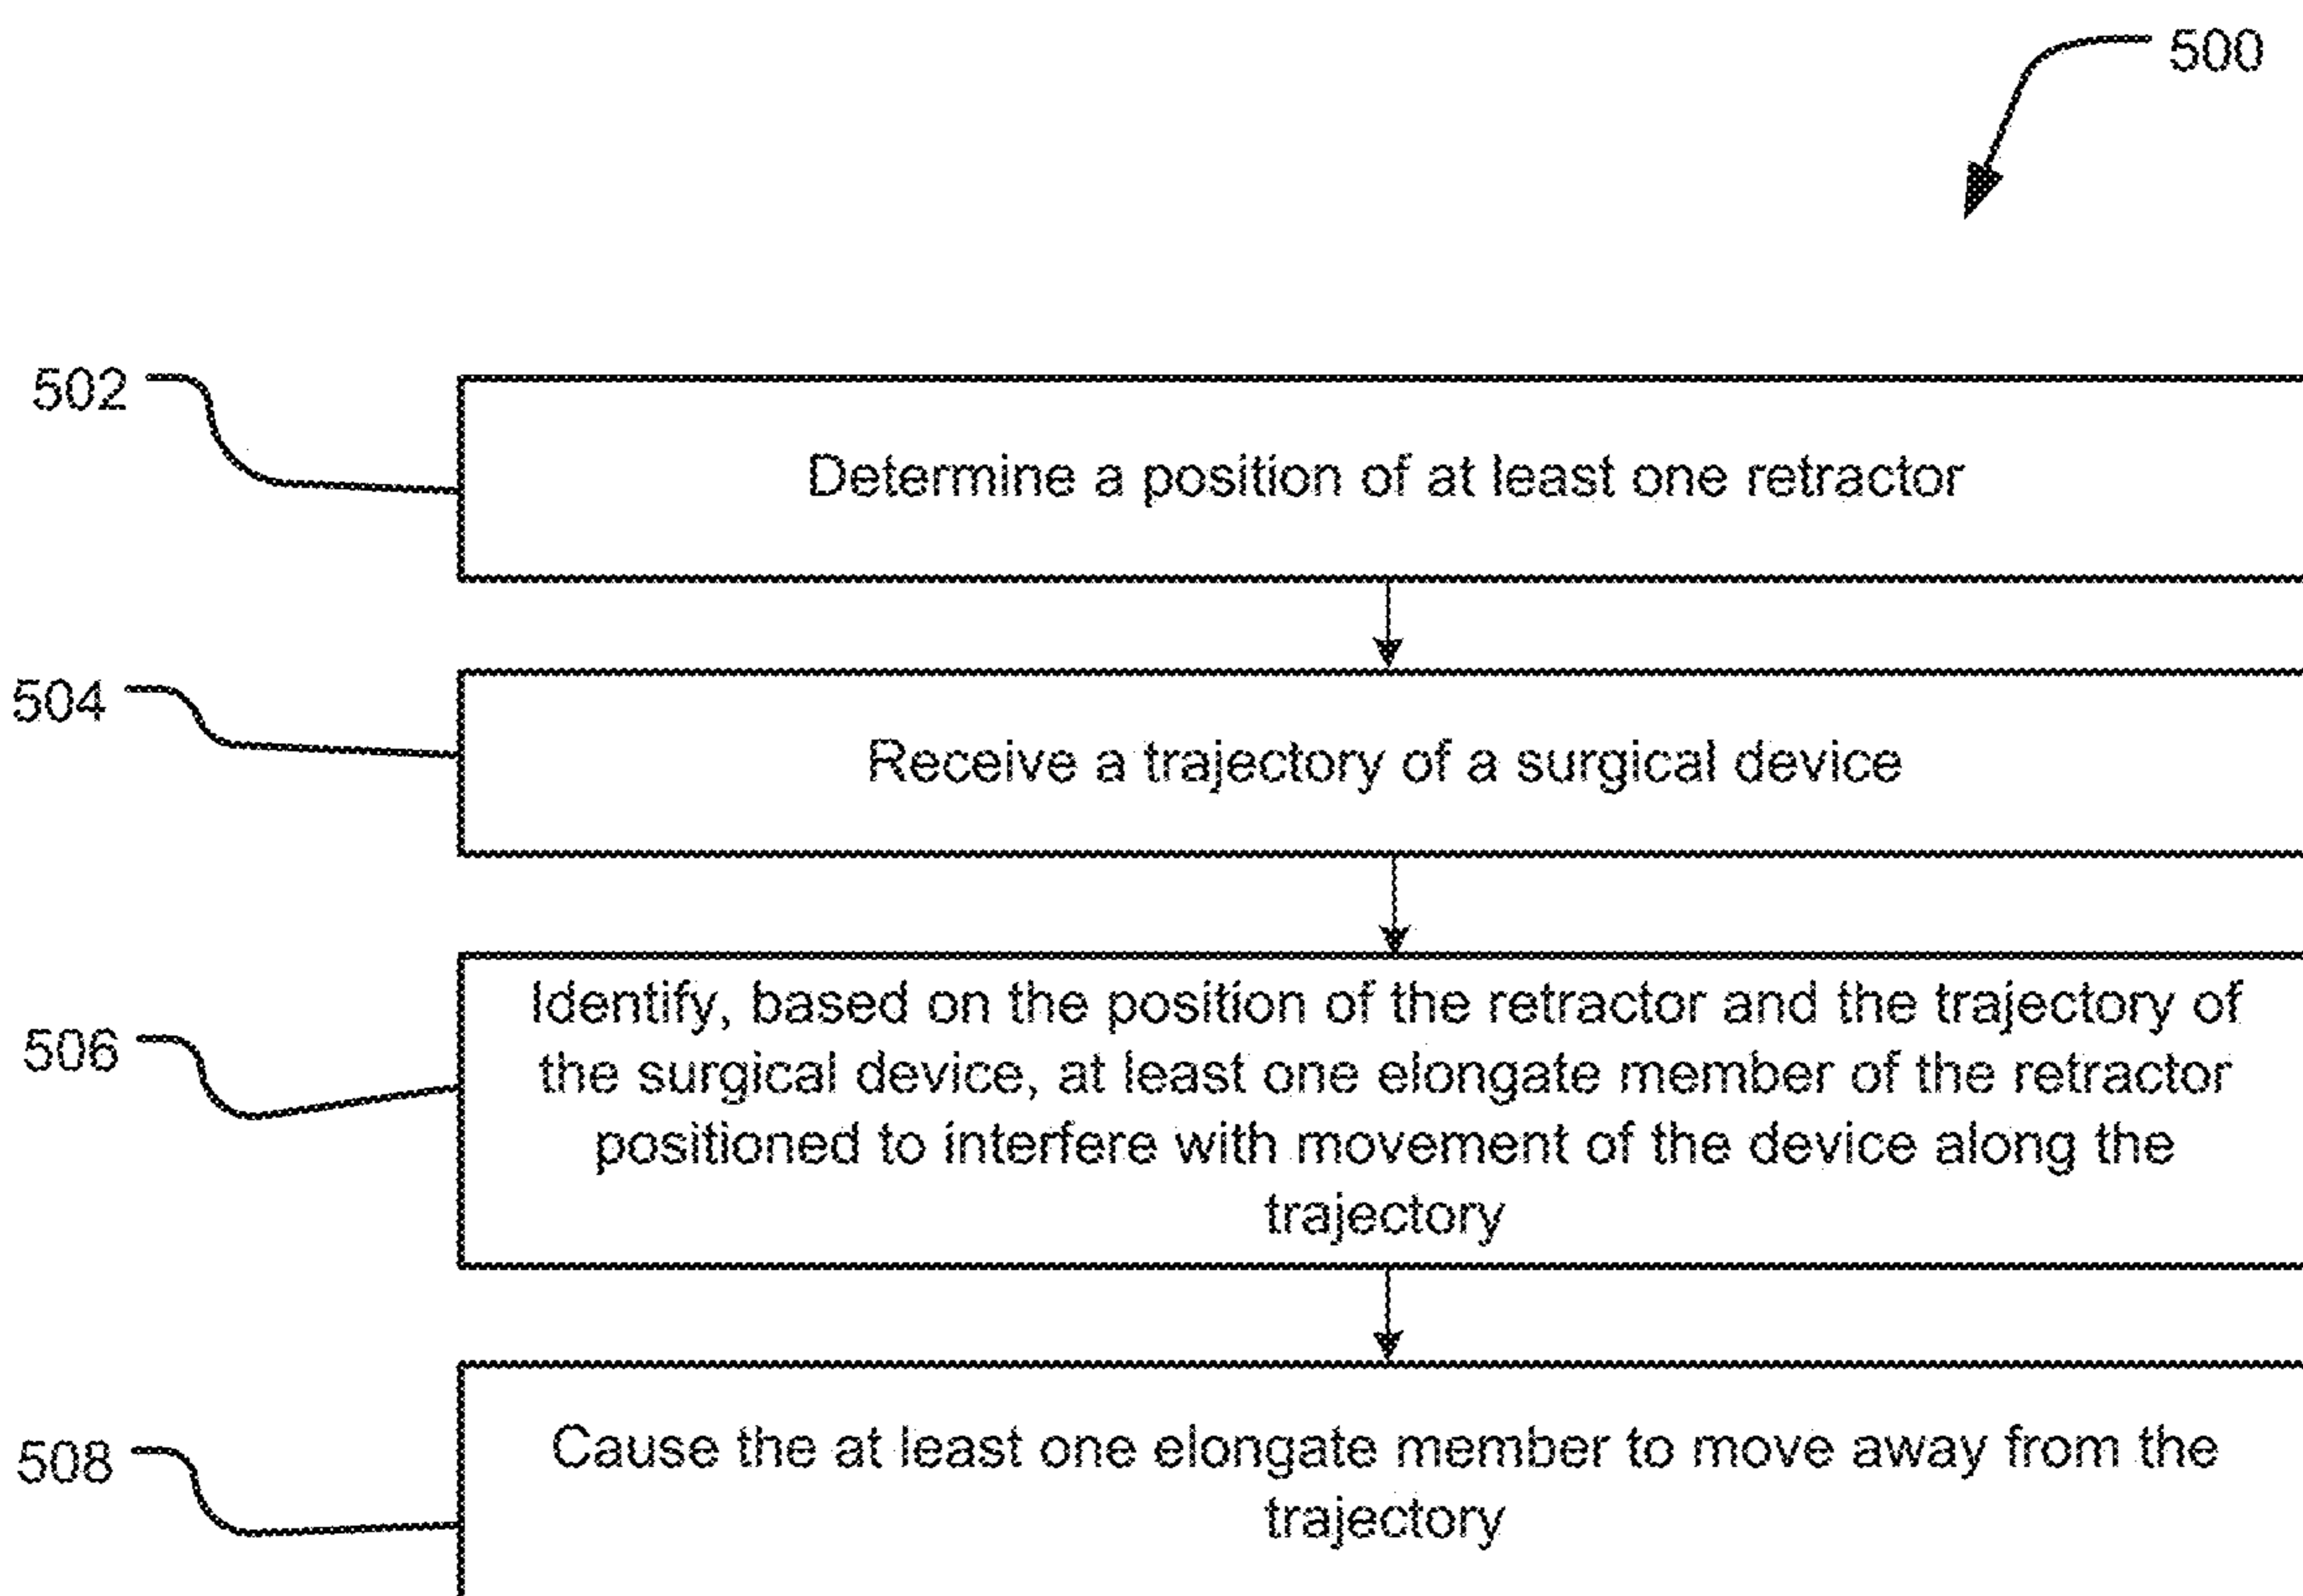 500
502
Determine a position of at least one retractor
504
Receive a trajectory of a surgical device
506
Identify, based on the position of the retractor and the trajectory of
the surgical device, at least one elongate member of the retractor
positioned to interfere with movement of the device along the
trajectory
508
Cause the at least one elongate member to move away from the
trajectory